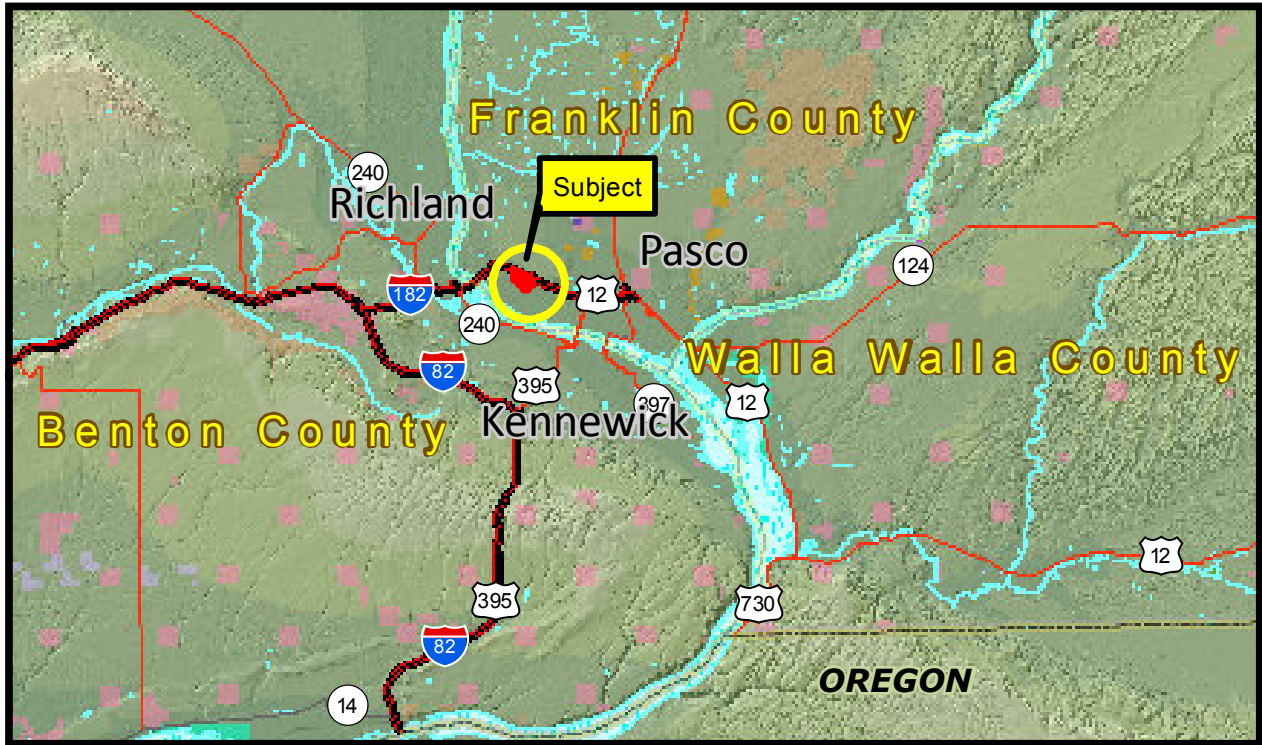 Franklin County
Subject
240
Richland
Pasco
124
182
12
240
Walla Walla County
82
395
397
12
Benton County
Kennewick
12
395
730
82
OREGON
14